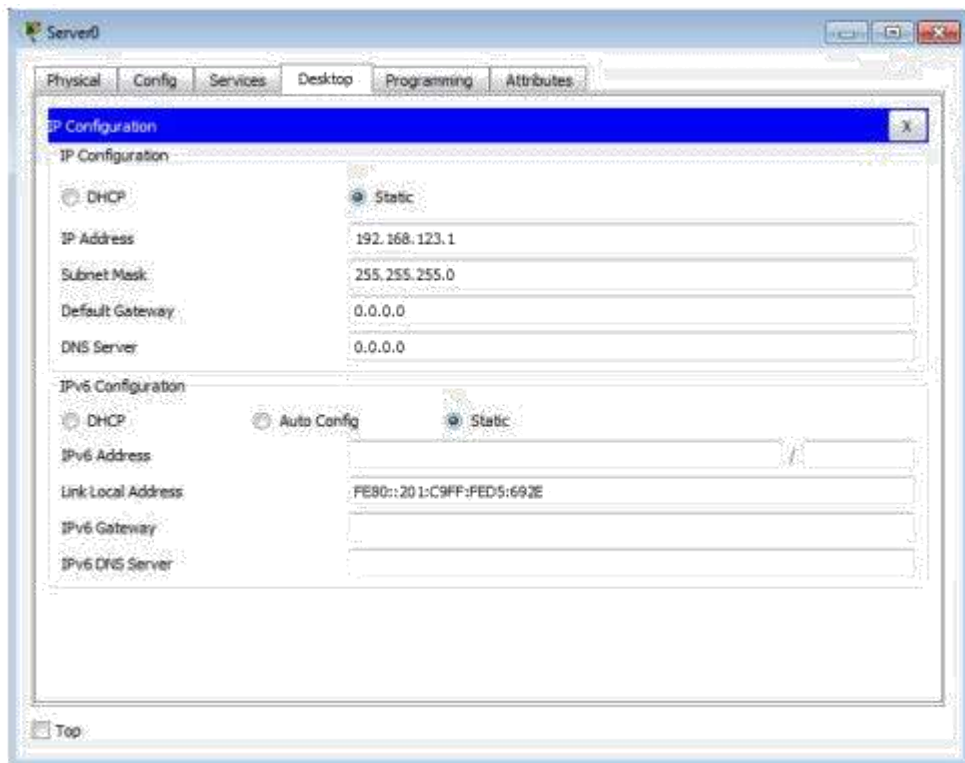 Server0
Physical Config Services Desktop Programming Attributes
IP Configuration X
IP Configuration
DHCP Static
IP Address 192.168.123.1
Subnet Mask 255.255.255.0
Default Gateway 0.0.0.0
DNS Server 0.0.0.0
IPv6 Configuration
DHCP Auto Config Static
IPv6 Address /
Link Local Address FE80::201:C9FF:FED5:692E
IPv6 Gateway
IPv6 DNS Server
Top